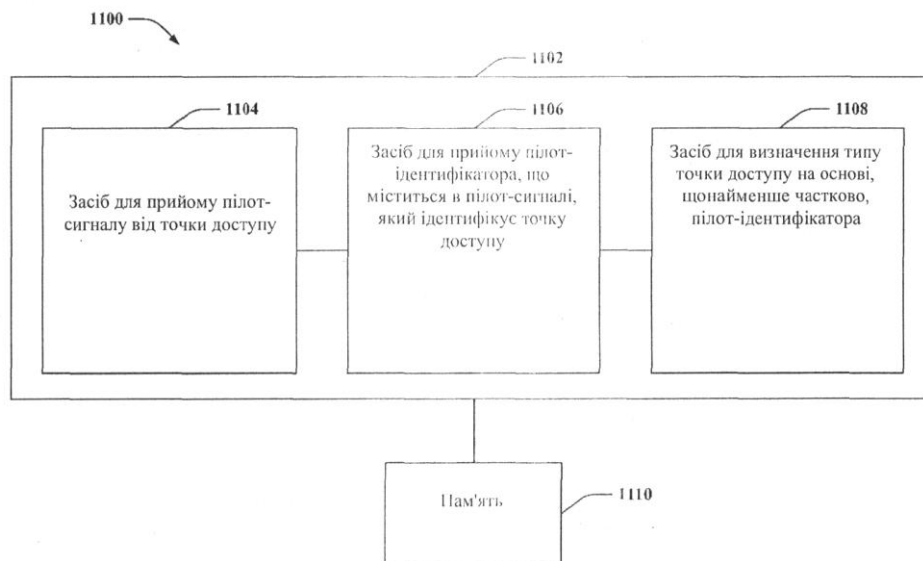 1100
1102
1104
1106
1108
Засіб для прийому пілот-
сигналу від точки доступу
Засіб для прийому пілот-
ідентифікатора, що
міститься в пілот-сигналі,
який ідентифікує точку
доступу
Засіб для визначення типу
точки доступу на основі,
щонайменше частково,
пілот-ідентифікатора
Пам'ять
1110